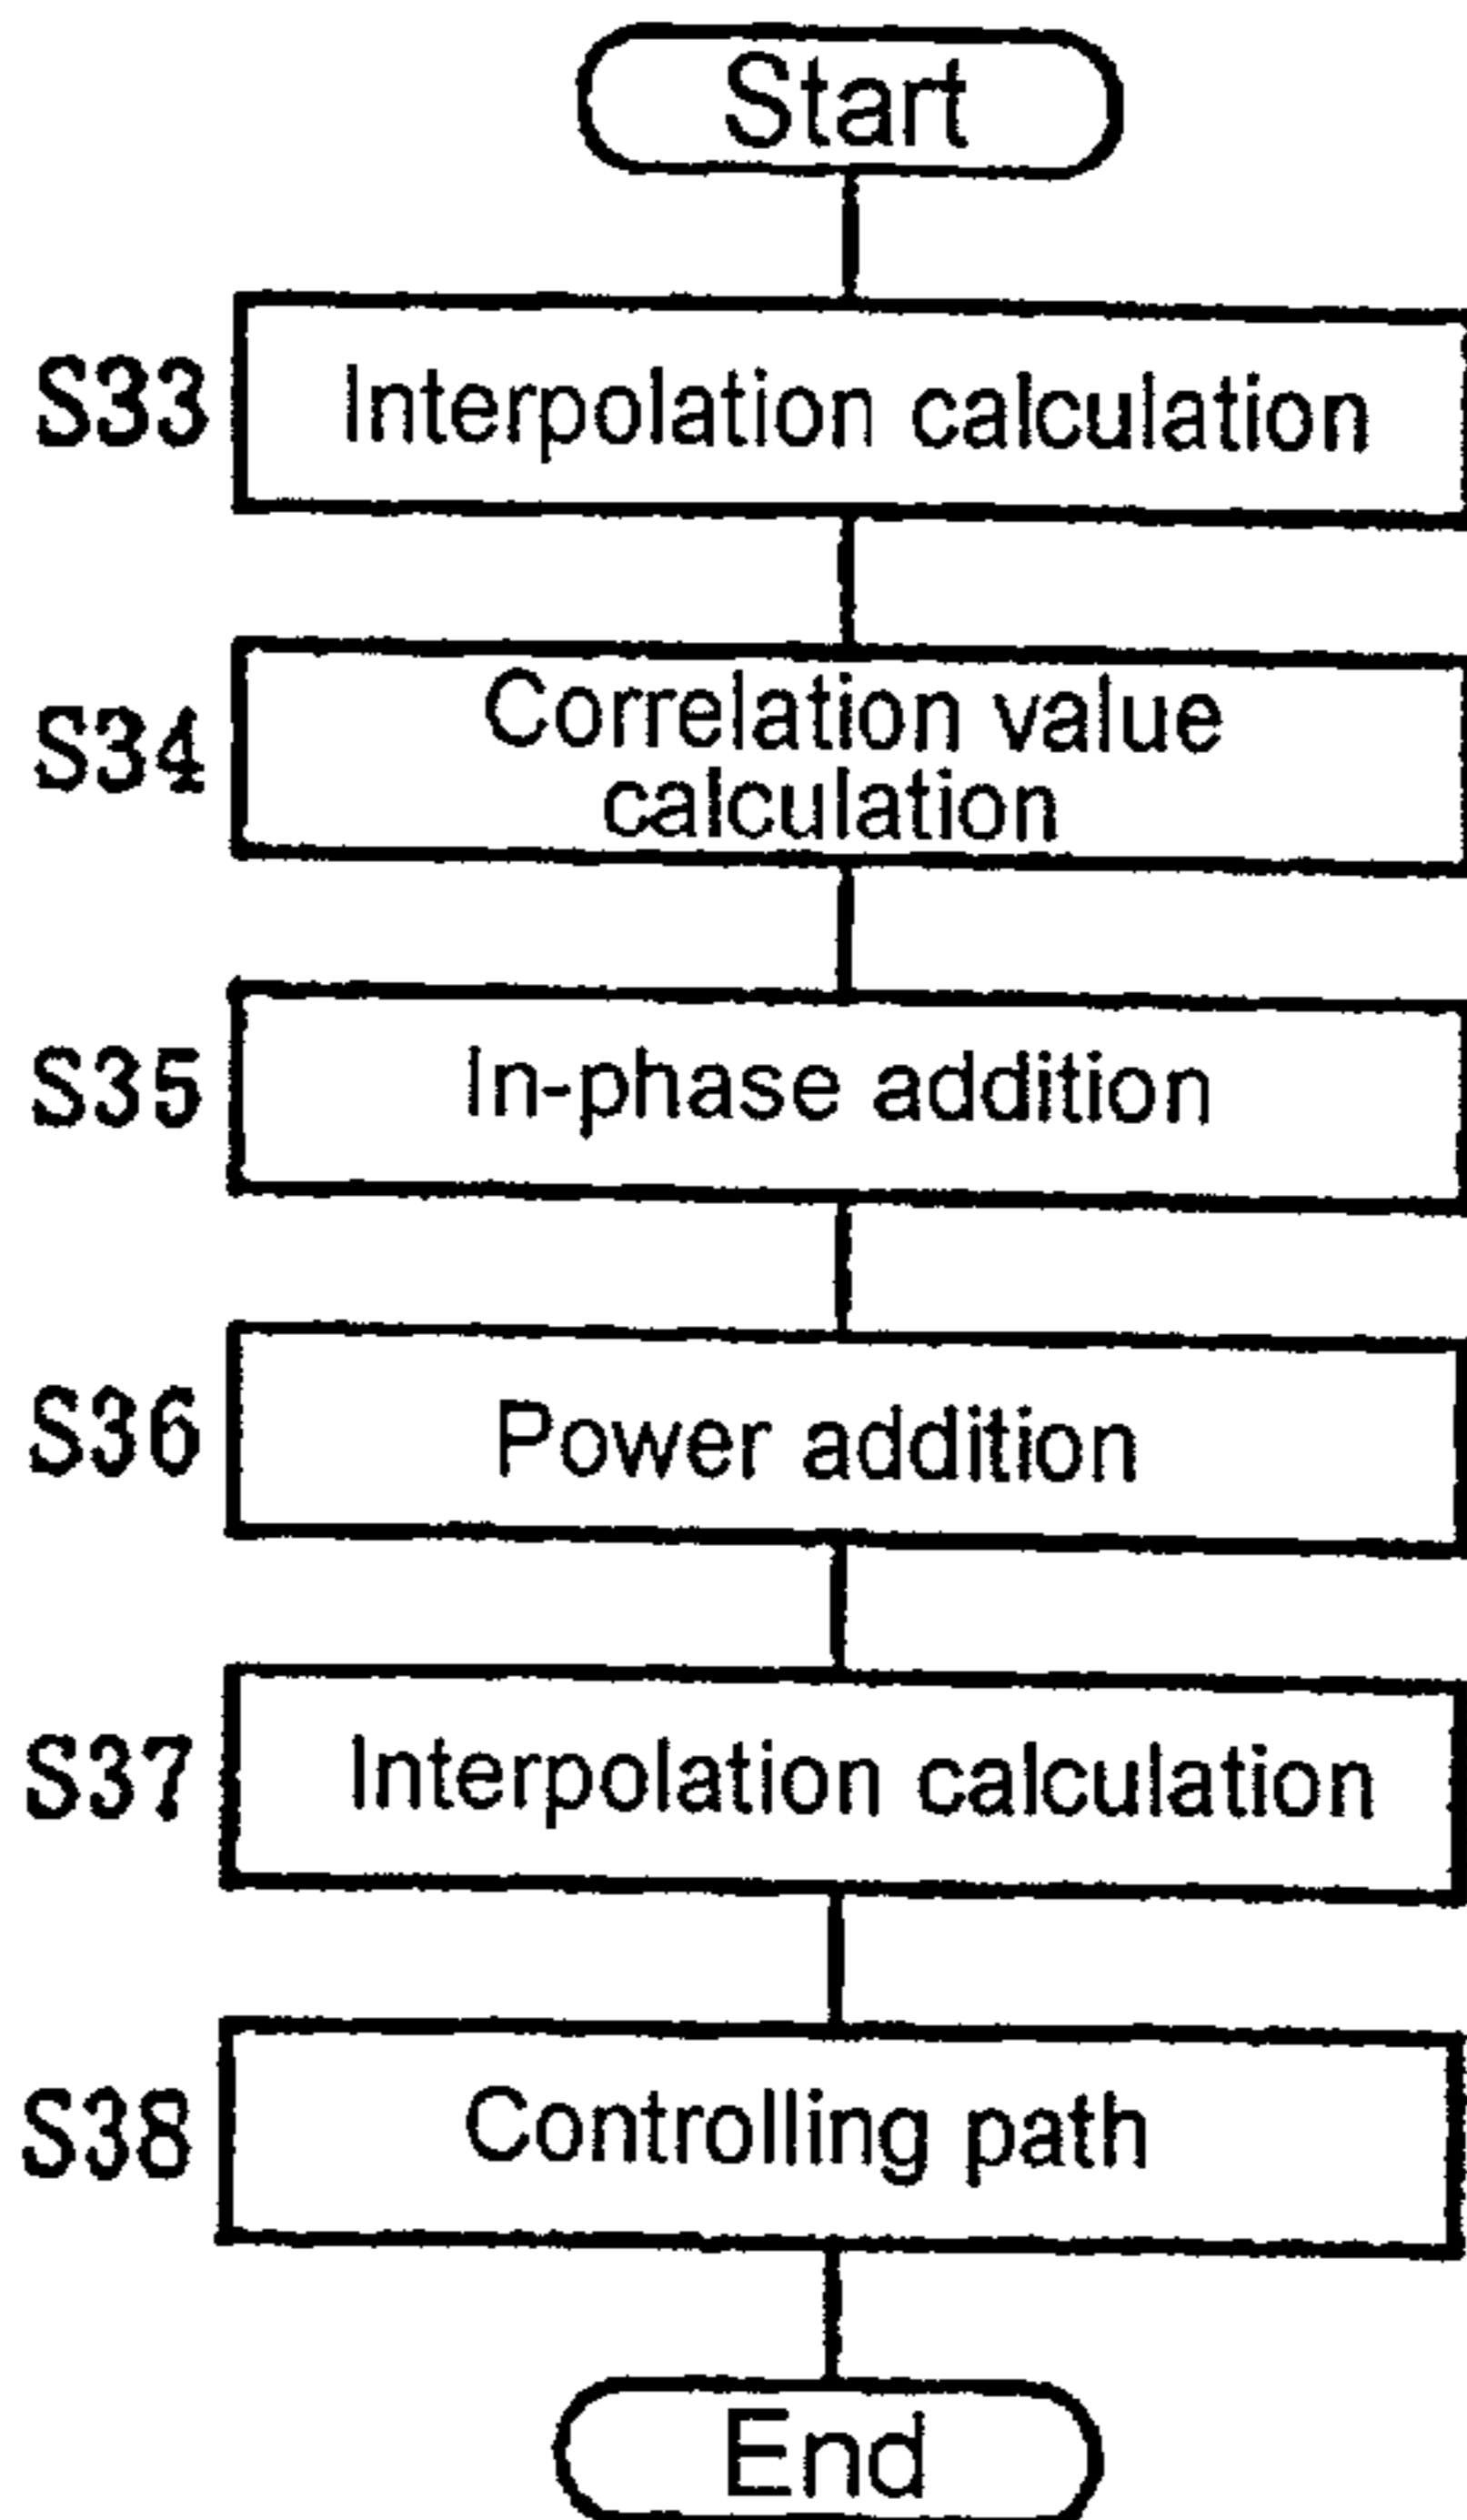 Start
S33 Interpolation calculation
S34 Correlation value
calculation
S35 In-phase addition
S36 Power addition
S37 Interpolation calculation
S38 Controlling path
End